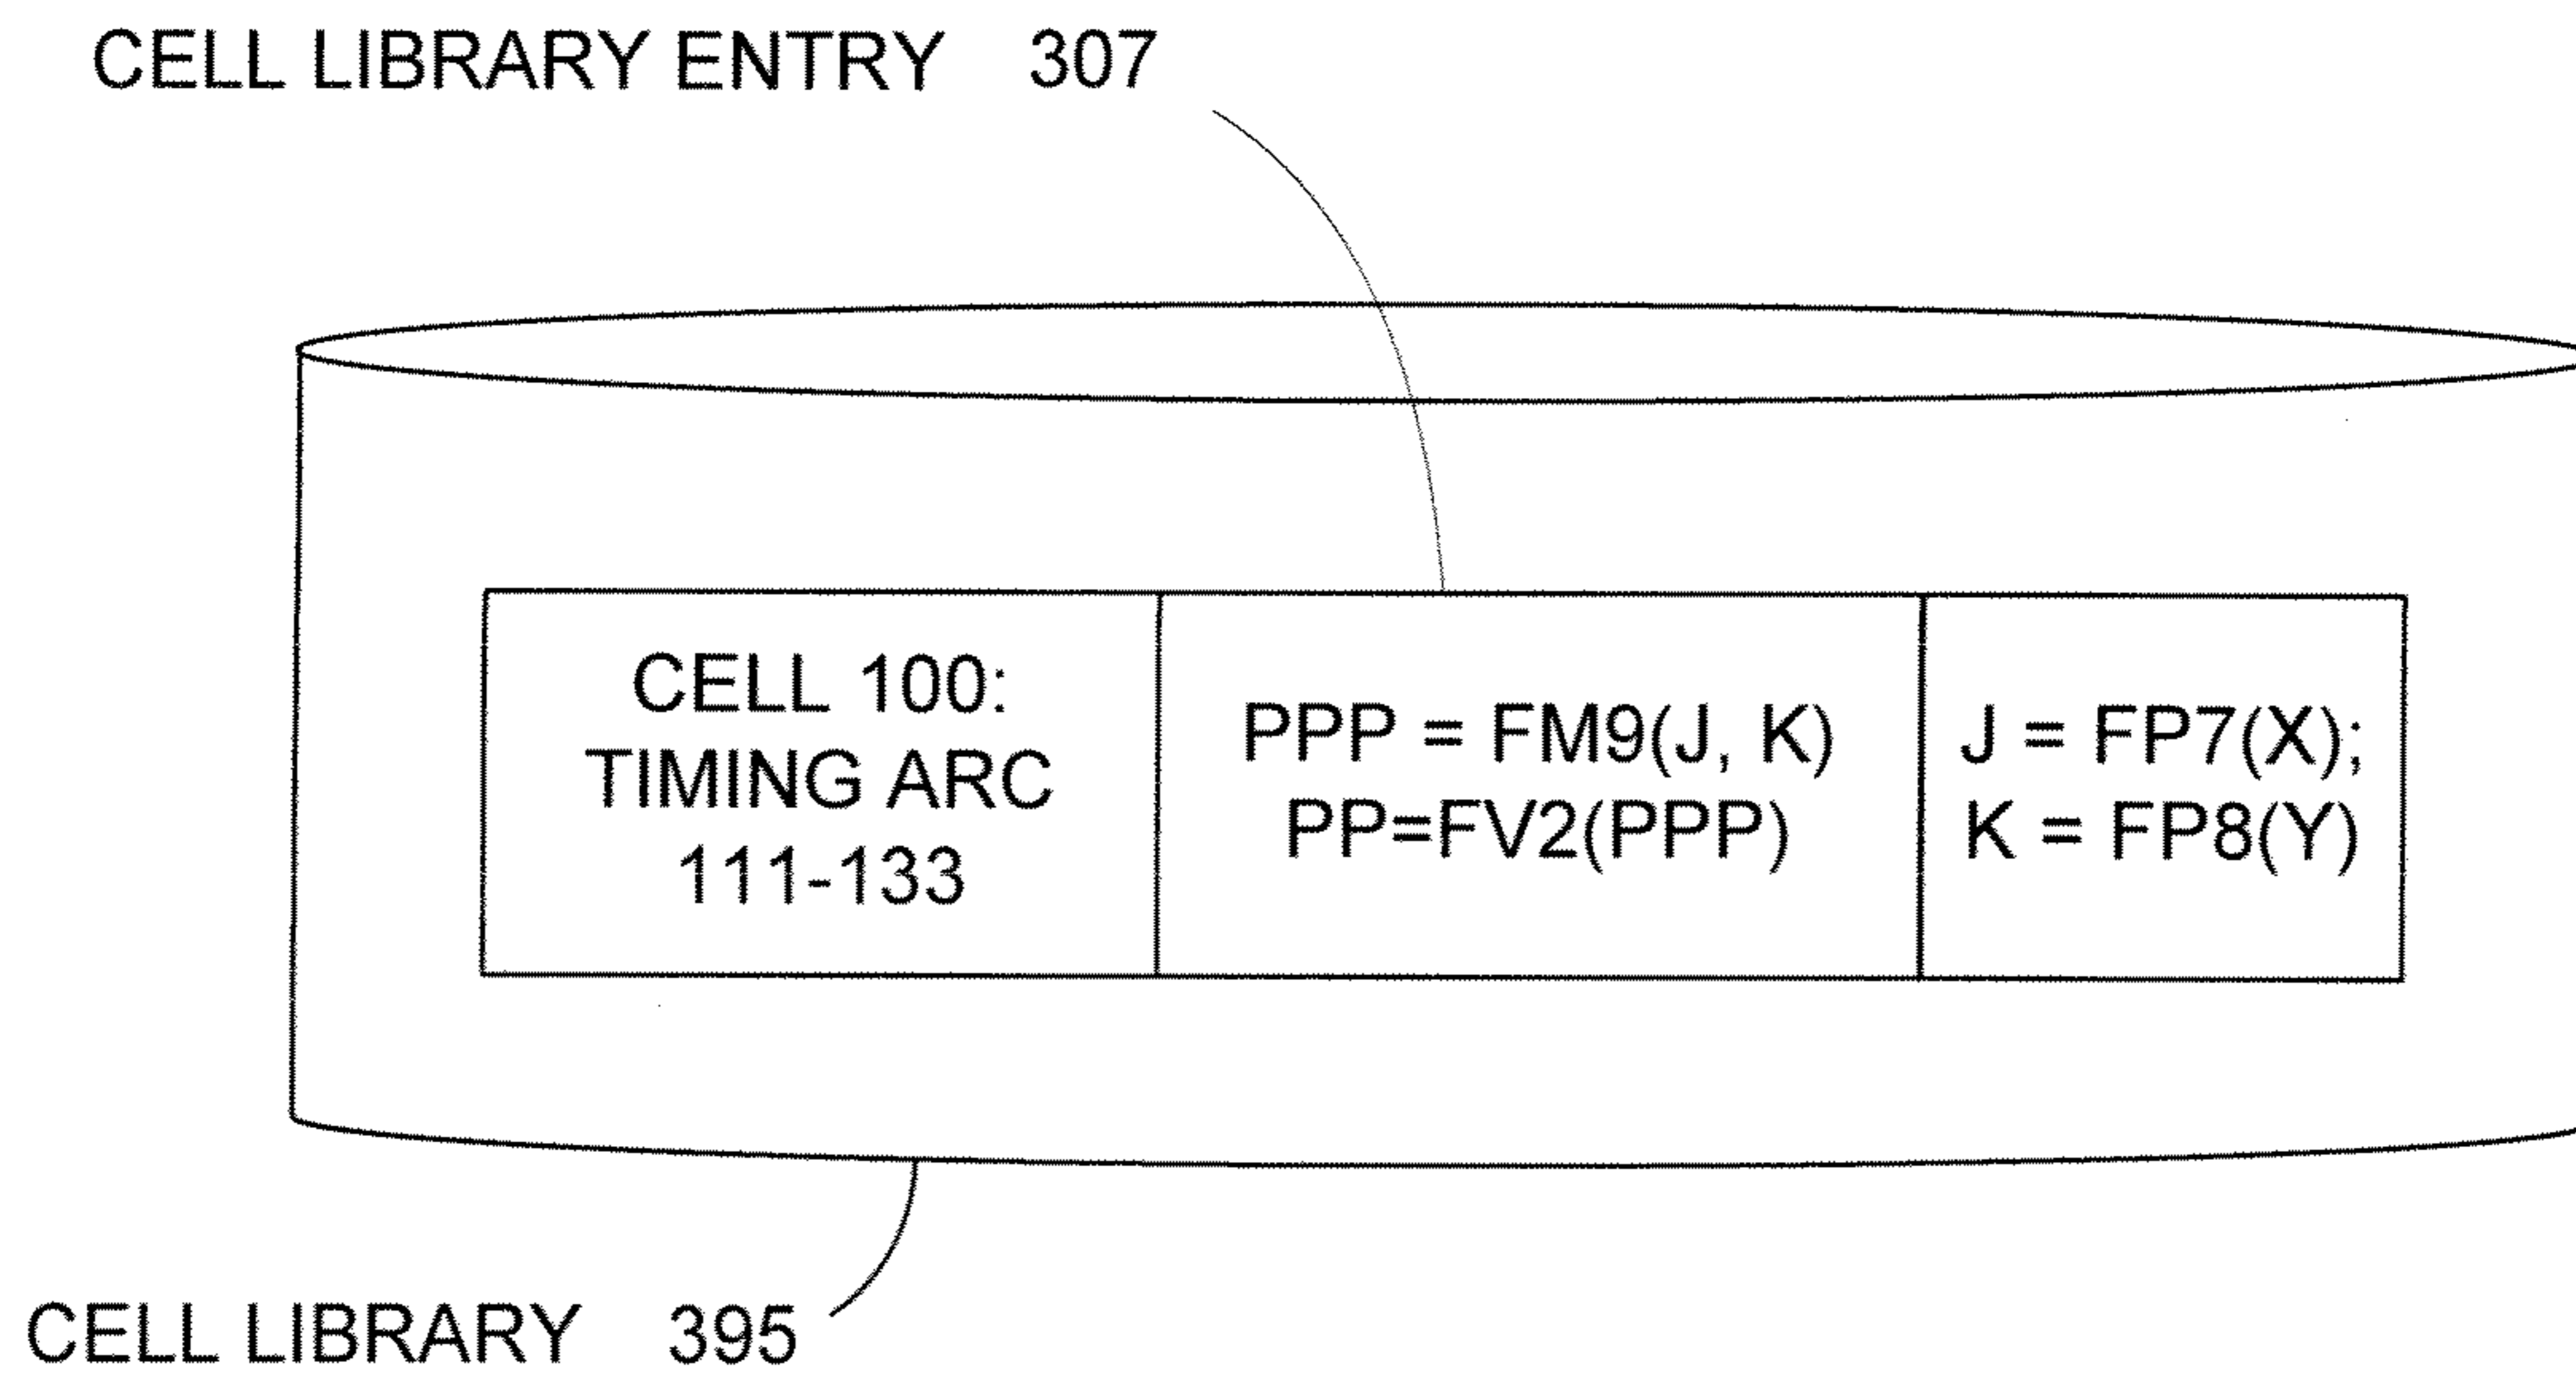 CELL LIBRARY ENTRY 307
CELL 100:
TIMING ARC
111-133
PPP = FM9(J, K)
PP=FV2(PPP)
J = FP7(X);
K = FP8(Y)
CELL LIBRARY 395